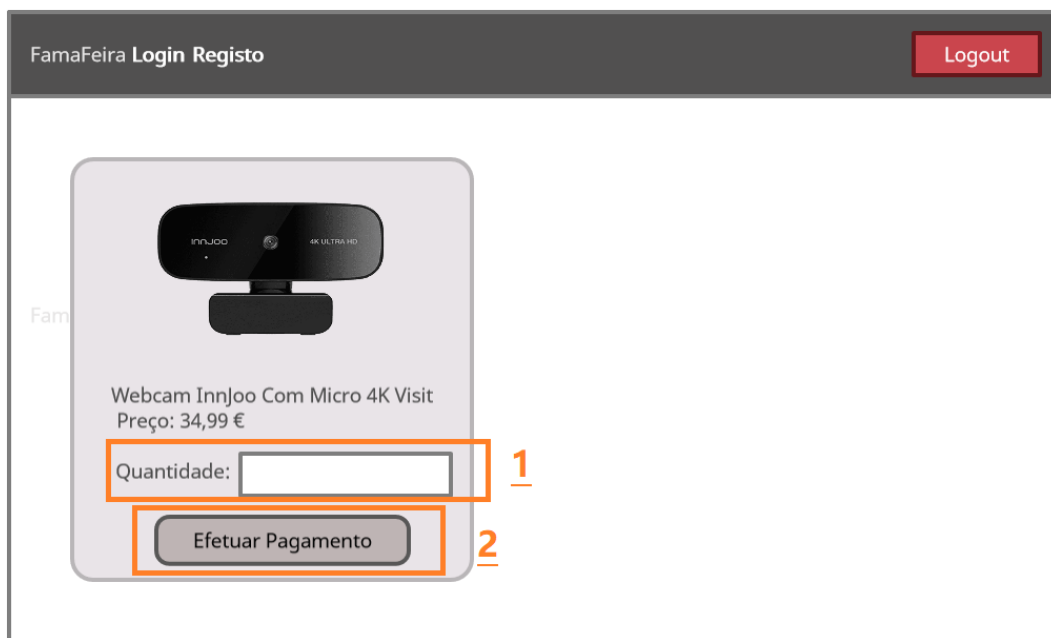 FamaFeira Login Registo
Logout
INNJOO
4K ULTRA HD
Fam
Webcam InnJoo Com Micro 4K Visit
Preço: 34,99 €
Quantidade:
1
Efetuar Pagamento
2